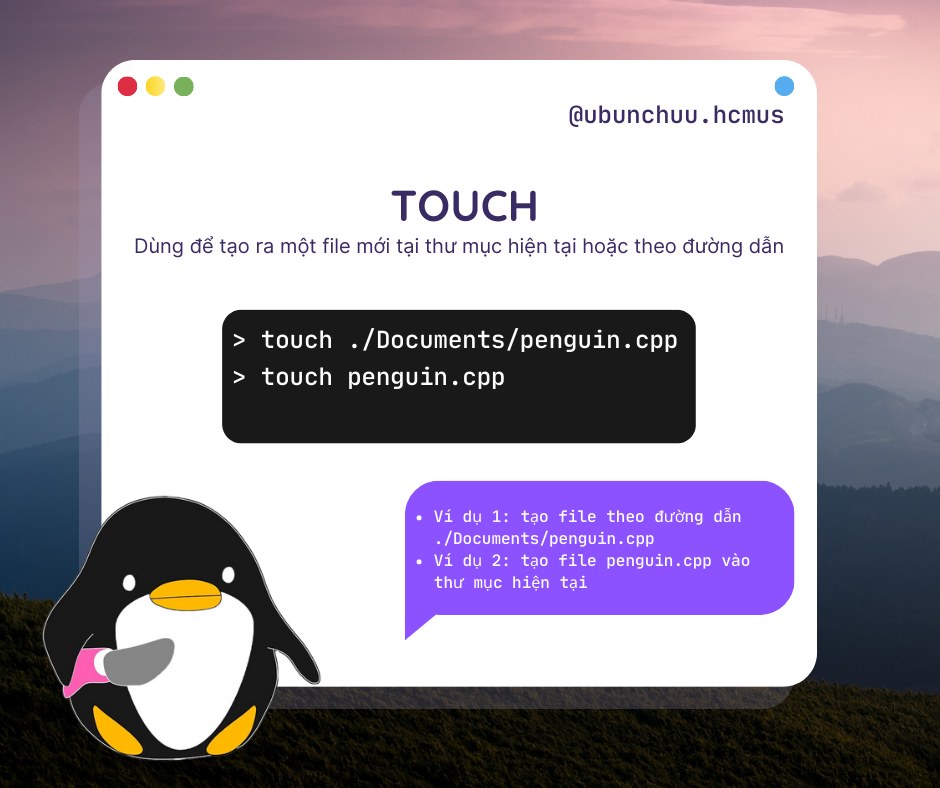 @ubunchuu.hcmus
TOUCH
Dùng để tạo ra một file mới tại thư mục hiện tại hoặc theo đường dẫn
> touch ./Documents/penguin.cpp
> touch penguin.cpp
• Ví dụ 1: tạo file theo đường dẫn
./Documents/penguin.cpp
• Ví dụ 2: tạo file penguin.cpp vào
thư mục hiện tại